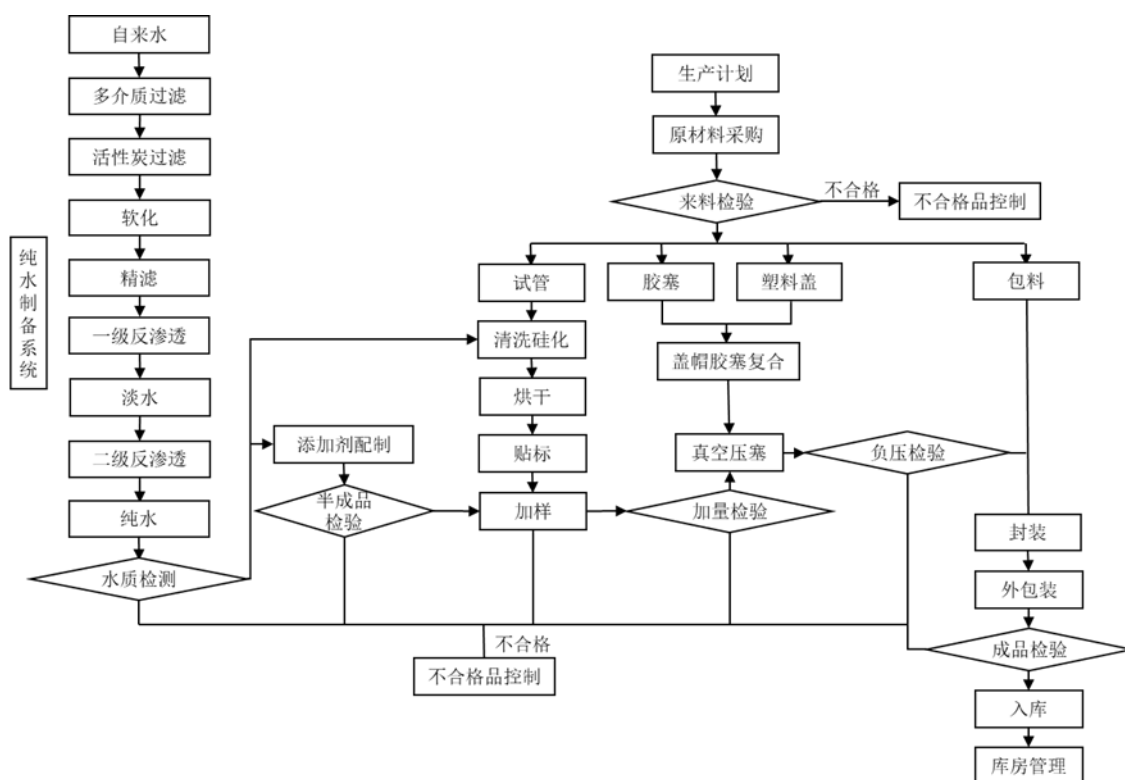 自来水
多介质过滤
活性炭过滤
软化
精滤
一级反渗透
淡水
二级反渗透
纯水
水质检测
纯水制备系统
生产计划
原材料采购
来料检验
不合格
不合格品控制
试管
胶塞
塑料盖
包料
清洗硅化
盖帽胶塞复合
烘干
添加剂配制
贴标
真空压塞
负压检验
半成品
检验
加样
加量检验
封装
外包装
成品检验
不合格
不合格品控制
入库
库房管理